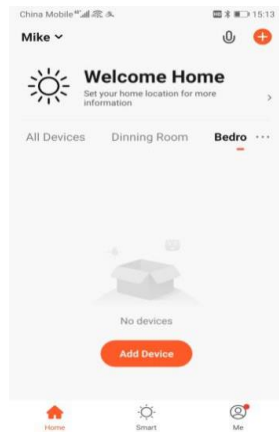 China Mobile 4G 15:13
Mike
Welcome Home
Set your home location for more
information
All Devices Dinning Room Bedro ...
No devices
Add Device
Home Smart Me